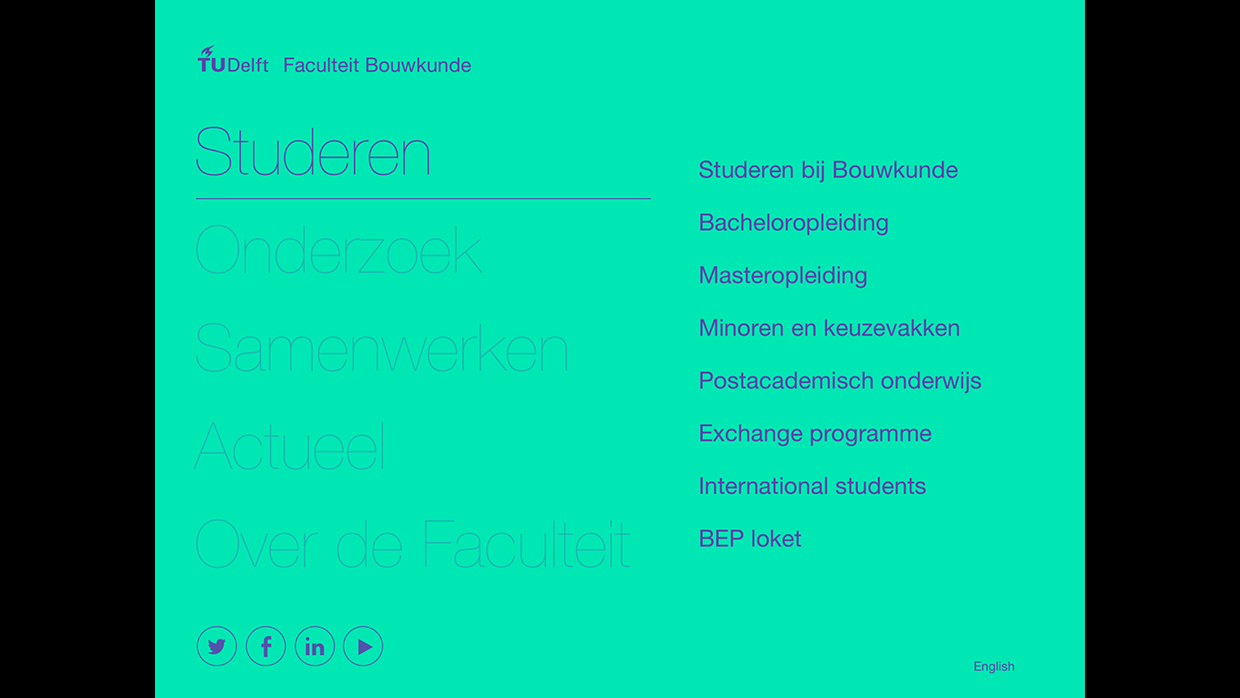 TUDelft Faculteit Bouwkunde
Studeren
Onderzoek
Samenwerken
Actueel
Over de Faculteit
Studeren bij Bouwkunde
Bacheloropleiding
Masteropleiding
Minoren en keuzevakken
Postacademisch onderwijs
Exchange programme
International students
BEP loket
English